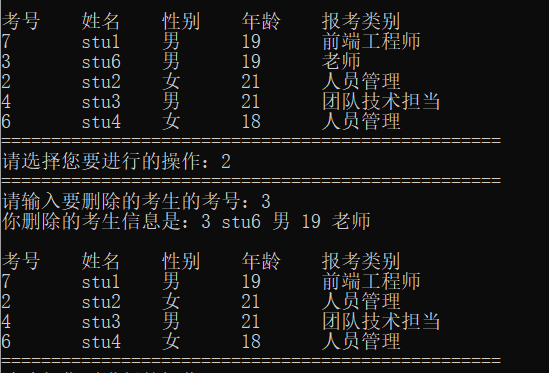 考号 姓名 性别 年龄 报考类别
7 stu1 男 19 前端工程师
3 stu6 男 19 老师
2 stu2 女 21 人员管理
4 stu3 男 21 团队技术担当
6 stu4 女 18 人员管理
==================================================
请选择您要进行的操作：2
==================================================
请输入要删除的考生的考号：3
你删除的考生信息是：3 stu6 男 19 老师
考号 姓名 性别 年龄 报考类别
7 stu1 男 19 前端工程师
2 stu2 女 21 人员管理
4 stu3 男 21 团队技术担当
6 stu4 女 18 人员管理
==================================================